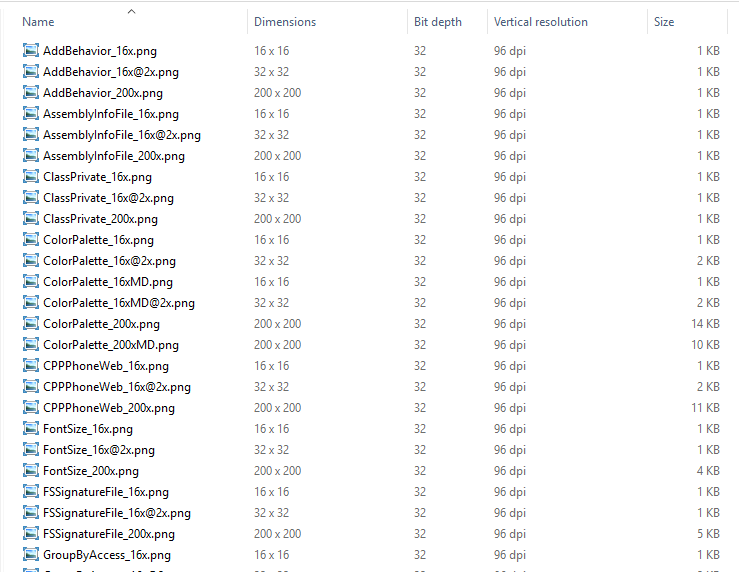 Name Dimensions Bit depth Vertical resolution Size
AddBehavior_16x.png 16 x 16 32 96 dpi 1 KB
AddBehavior_16x@2x.png 32 x 32 32 96 dpi 1 KB
AddBehavior_200x.png 200 x 200 32 96 dpi 1 KB
AssemblyInfoFile_16x.png 16 x 16 32 96 dpi 1 KB
AssemblyInfoFile_16x@2x.png 32 x 32 32 96 dpi 1 KB
AssemblyInfoFile_200x.png 200 x 200 32 96 dpi 1 KB
ClassPrivate_16x.png 16 x 16 32 96 dpi 1 KB
ClassPrivate_16x@2x.png 32 x 32 32 96 dpi 1 KB
ClassPrivate_200x.png 200 x 200 32 96 dpi 1 KB
ColorPalette_16x.png 16 x 16 32 96 dpi 1 KB
ColorPalette_16x@2x.png 32 x 32 32 96 dpi 2 KB
ColorPalette_16xMD.png 16 x 16 32 96 dpi 1 KB
ColorPalette_16xMD@2x.png 32 x 32 32 96 dpi 2 KB
ColorPalette_200x.png 200 x 200 32 96 dpi 14 KB
ColorPalette_200xMD.png 200 x 200 32 96 dpi 10 KB
CPPPhoneWeb_16x.png 16 x 16 32 96 dpi 1 KB
CPPPhoneWeb_16x@2x.png 32 x 32 32 96 dpi 2 KB
CPPPhoneWeb_200x.png 200 x 200 32 96 dpi 11 KB
FontSize_16x.png 16 x 16 32 96 dpi 1 KB
FontSize_16x@2x.png 32 x 32 32 96 dpi 1 KB
FontSize_200x.png 200 x 200 32 96 dpi 4 KB
FSSignatureFile_16x.png 16 x 16 32 96 dpi 1 KB
FSSignatureFile_16x@2x.png 32 x 32 32 96 dpi 1 KB
FSSignatureFile_200x.png 200 x 200 32 96 dpi 5 KB
GroupByAccess_16x.png 16 x 16 32 96 dpi 1 KB